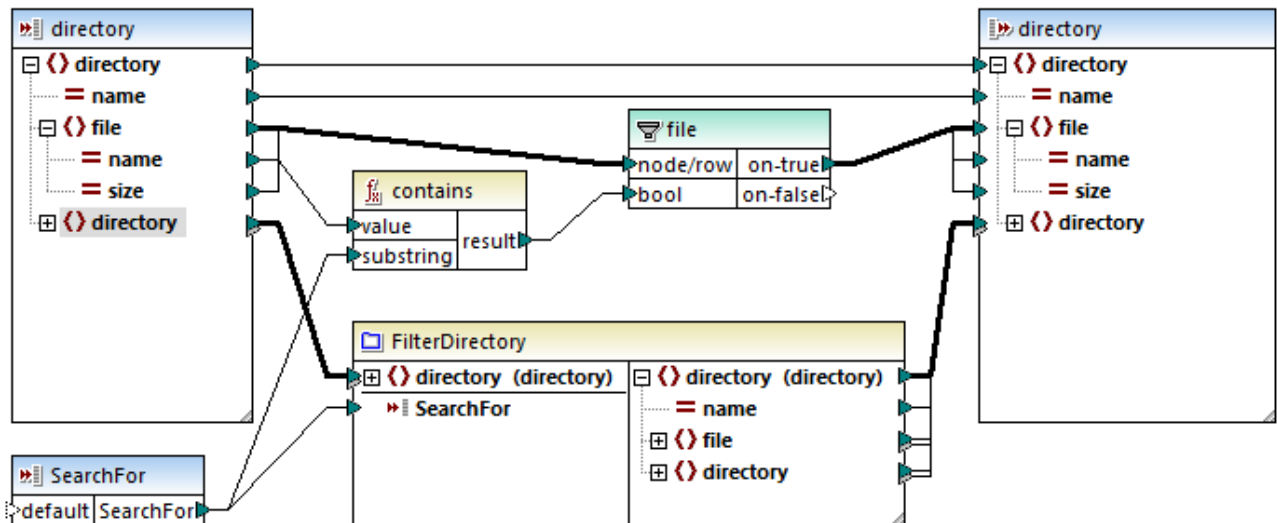 directory
directory
name
file
name
size
directory
file
node/row on-true
bool on-false
contains
value
substring
result
FilterDirectory
directory (directory)
SearchFor
directory (directory)
name
file
directory
SearchFor
default SearchFor
directory
directory
name
file
name
size
directory